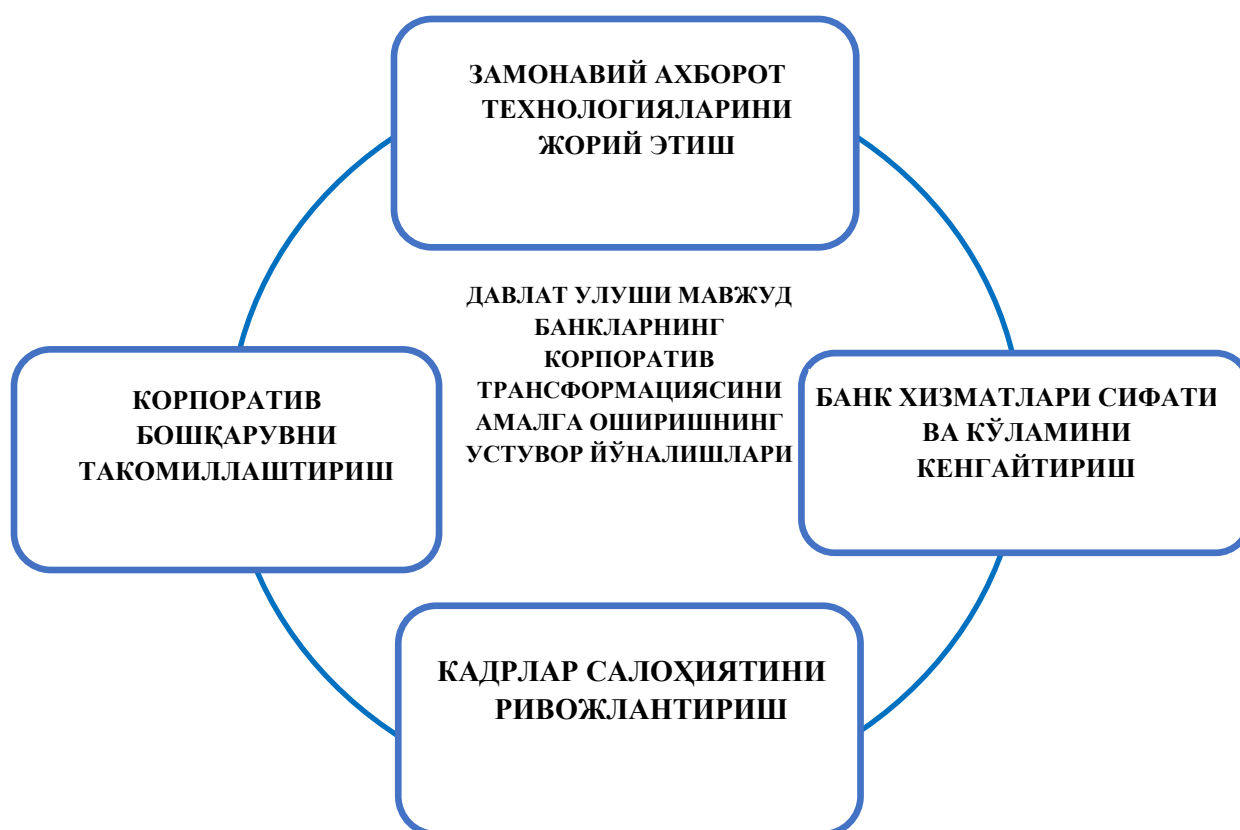 ЗАМОНАВИЙ АХБОРОТ
ТЕХНОЛОГИЯЛАРИНИ
ЖОРИЙ ЭТИШ
ДАВЛАТ УЛУШИ МАВЖУД
БАНКЛАРНИНГ
КОРПОРАТИВ
ТРАНСФОРМАЦИЯСИНИ
АМАЛГА ОШИРИШНИНГ
УСТУВОР ЙЎНАЛИШЛАРИ
КОРПОРАТИВ
БОШҚАРУВНИ
ТАКОМИЛЛАШТИРИШ
БАНК ХИЗМАТЛАРИ СИФАТИ
ВА КЎЛАМИНИ
КЕНГАЙТИРИШ
КАДРЛАР САЛОҲИЯТИНИ
РИВОЖЛАНТИРИШ